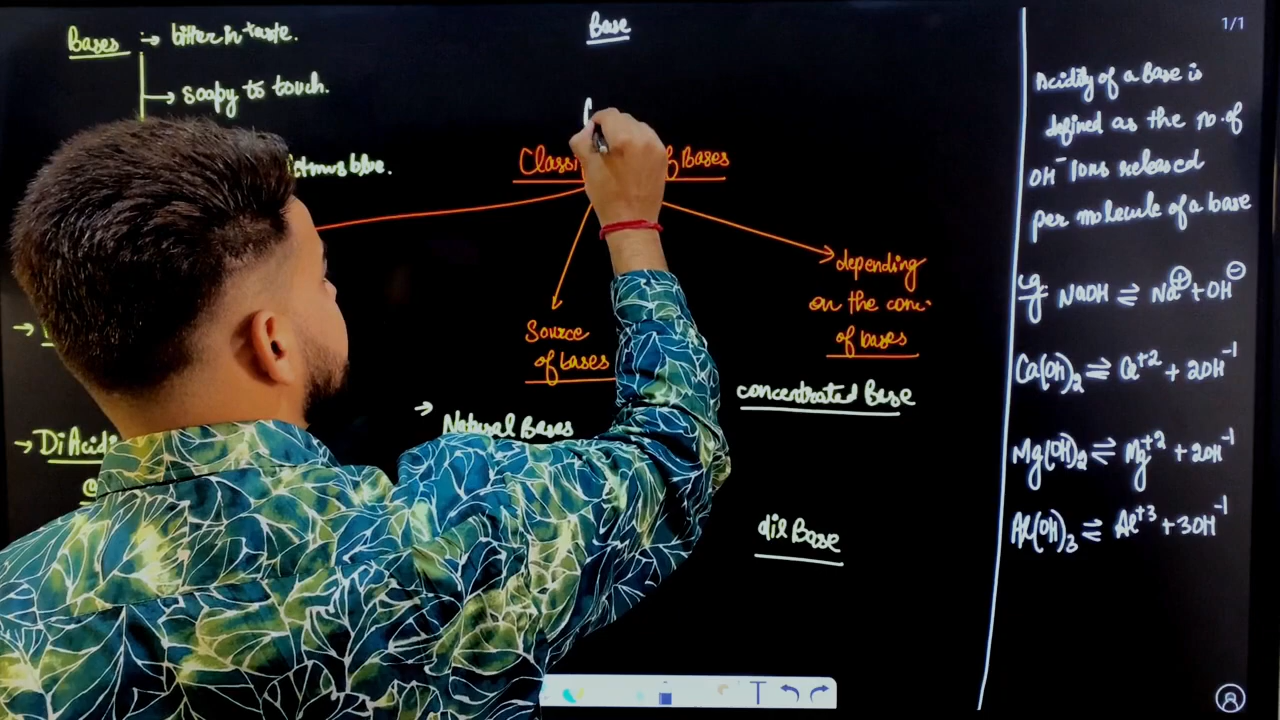 Bases → bitter in taste.
→ soapy to touch.
litmus blue.
→ Di Acidi
Base
Classi of Bases
Source
of bases
→ Natural Bases
→ depending
on the conc.
of bases
concentrated Base
dil Base
1/1
Acidity of a Base is
defined as the no. of
OH⁻ ions released
per molecule of a base
eg NaOH ⇌ Na⊕ + OH⊖
Ca(OH)₂ ⇌ Ca⁺² + 2OH⁻¹
Mg(OH)₂ ⇌ Mg⁺² + 2OH⁻¹
Al(OH)₃ ⇌ Al⁺³ + 3OH⁻¹
T